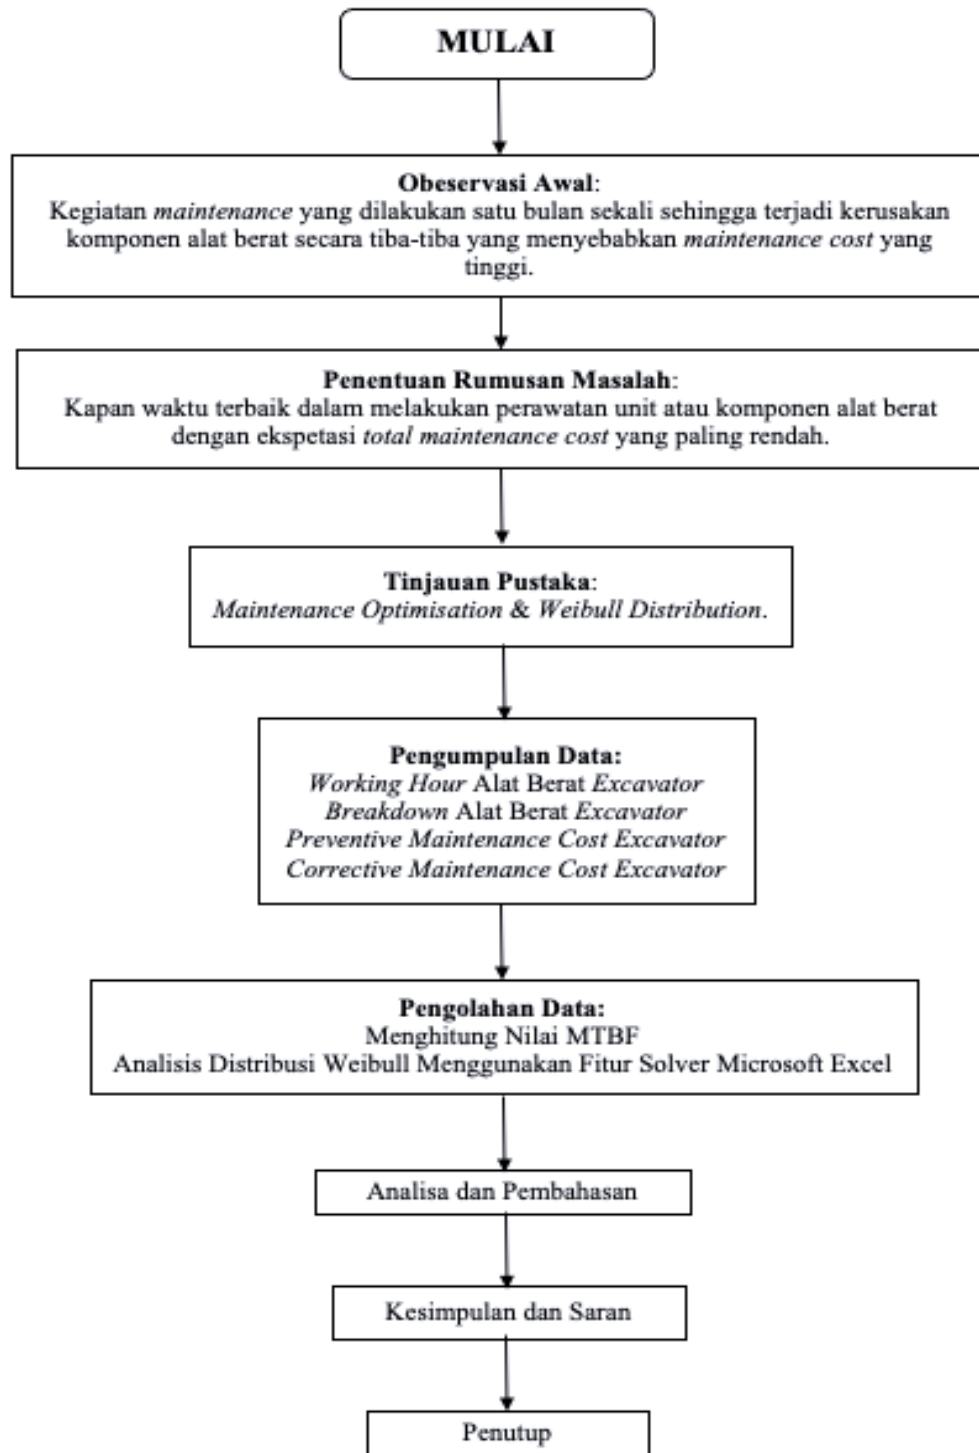 MULAI
Obeservasi Awal:
Kegiatan maintenance yang dilakukan satu bulan sekali sehingga terjadi kerusakan
komponen alat berat secara tiba-tiba yang menyebabkan maintenance cost yang
tinggi.
Penentuan Rumusan Masalah:
Kapan waktu terbaik dalam melakukan perawatan unit atau komponen alat berat
dengan ekspetasi total maintenance cost yang paling rendah.
Tinjauan Pustaka:
Maintenance Optimisation & Weibull Distribution.
Pengumpulan Data:
Working Hour Alat Berat Excavator
Breakdown Alat Berat Excavator
Preventive Maintenance Cost Excavator
Corrective Maintenance Cost Excavator
Pengolahan Data:
Menghitung Nilai MTBF
Analisis Distribusi Weibull Menggunakan Fitur Solver Microsoft Excel
Analisa dan Pembahasan
Kesimpulan dan Saran
Penutup